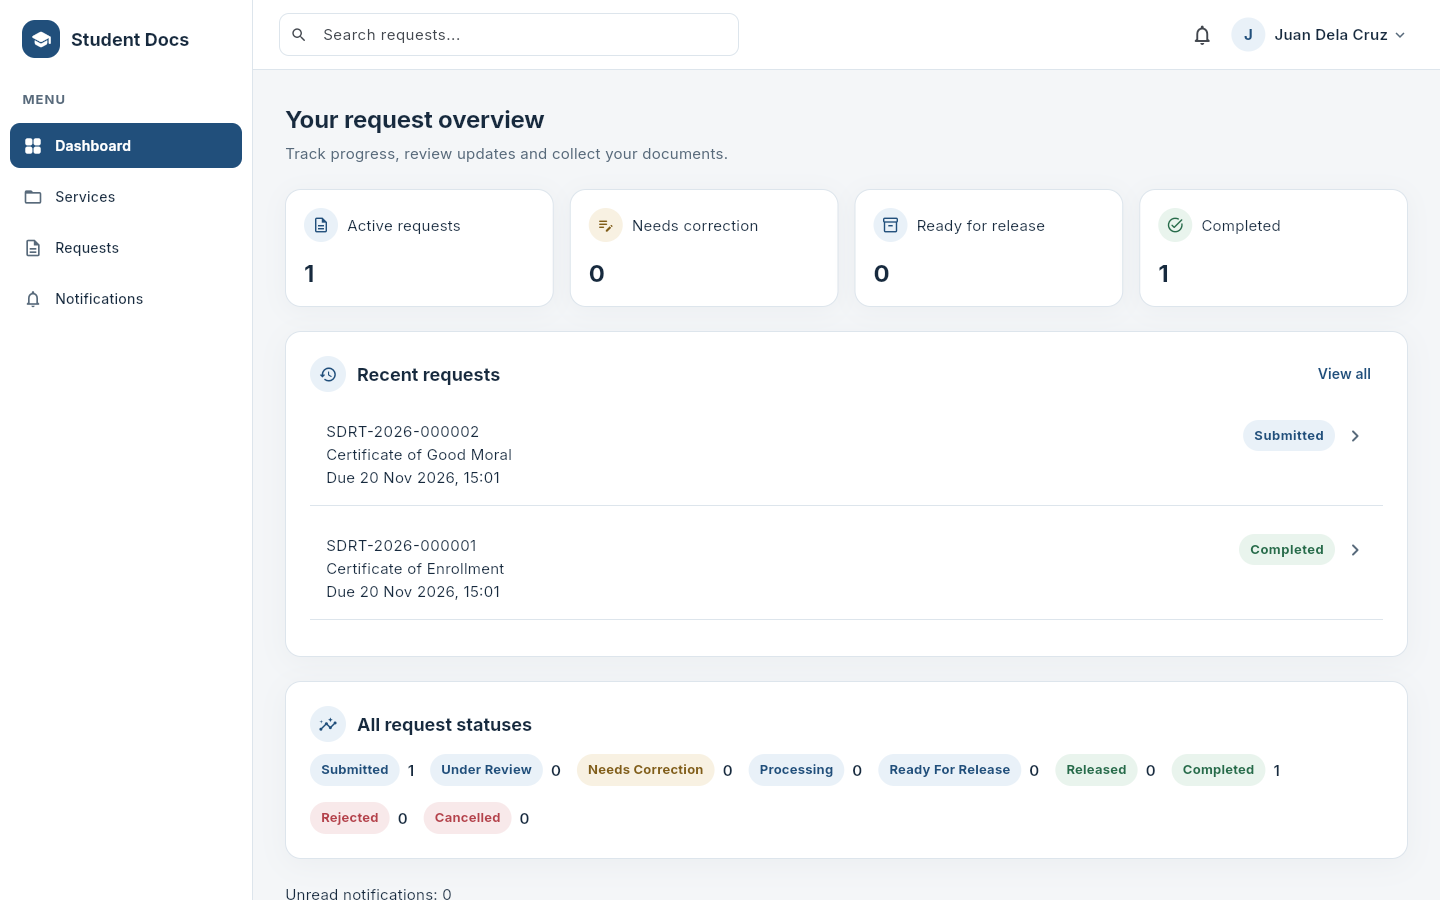 Student Docs
Search requests...
J
Juan Dela Cruz
MENU
Dashboard
Services
Requests
Notifications
Your request overview
Track progress, review updates and collect your documents.
Active requests
1
Needs correction
0
Ready for release
0
Completed
1
Recent requests
View all
SDRT-2026-000002
Certificate of Good Moral
Due 20 Nov 2026, 15:01
Submitted
SDRT-2026-000001
Certificate of Enrollment
Due 20 Nov 2026, 15:01
Completed
All request statuses
Submitted 1 Under Review 0 Needs Correction 0 Processing 0 Ready For Release 0 Released 0 Completed 1
Rejected 0 Cancelled 0
Unread notifications: 0